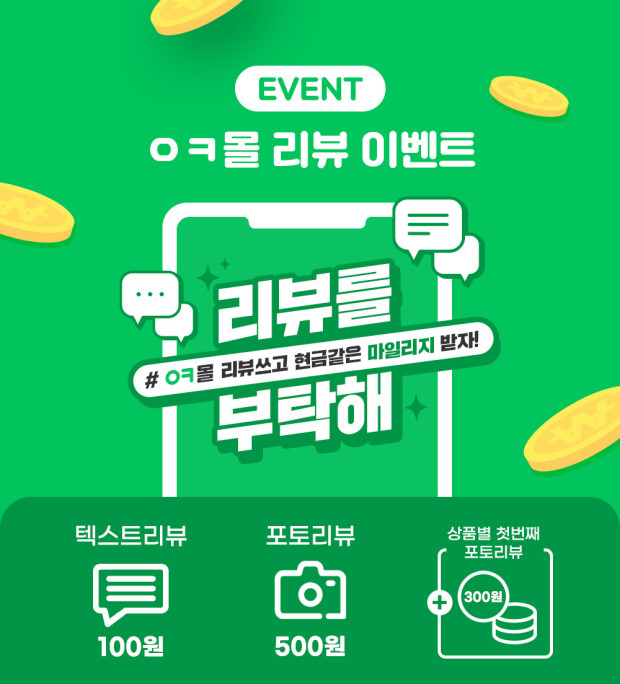 EVENT
ㅇㅋ몰 리뷰 이벤트
리뷰를
# ㅇㅋ몰 리뷰쓰고 현금같은 마일리지 받자!
부탁해
텍스트리뷰
100원
포토리뷰
500원
상품별 첫번째
포토리뷰
+ 300원